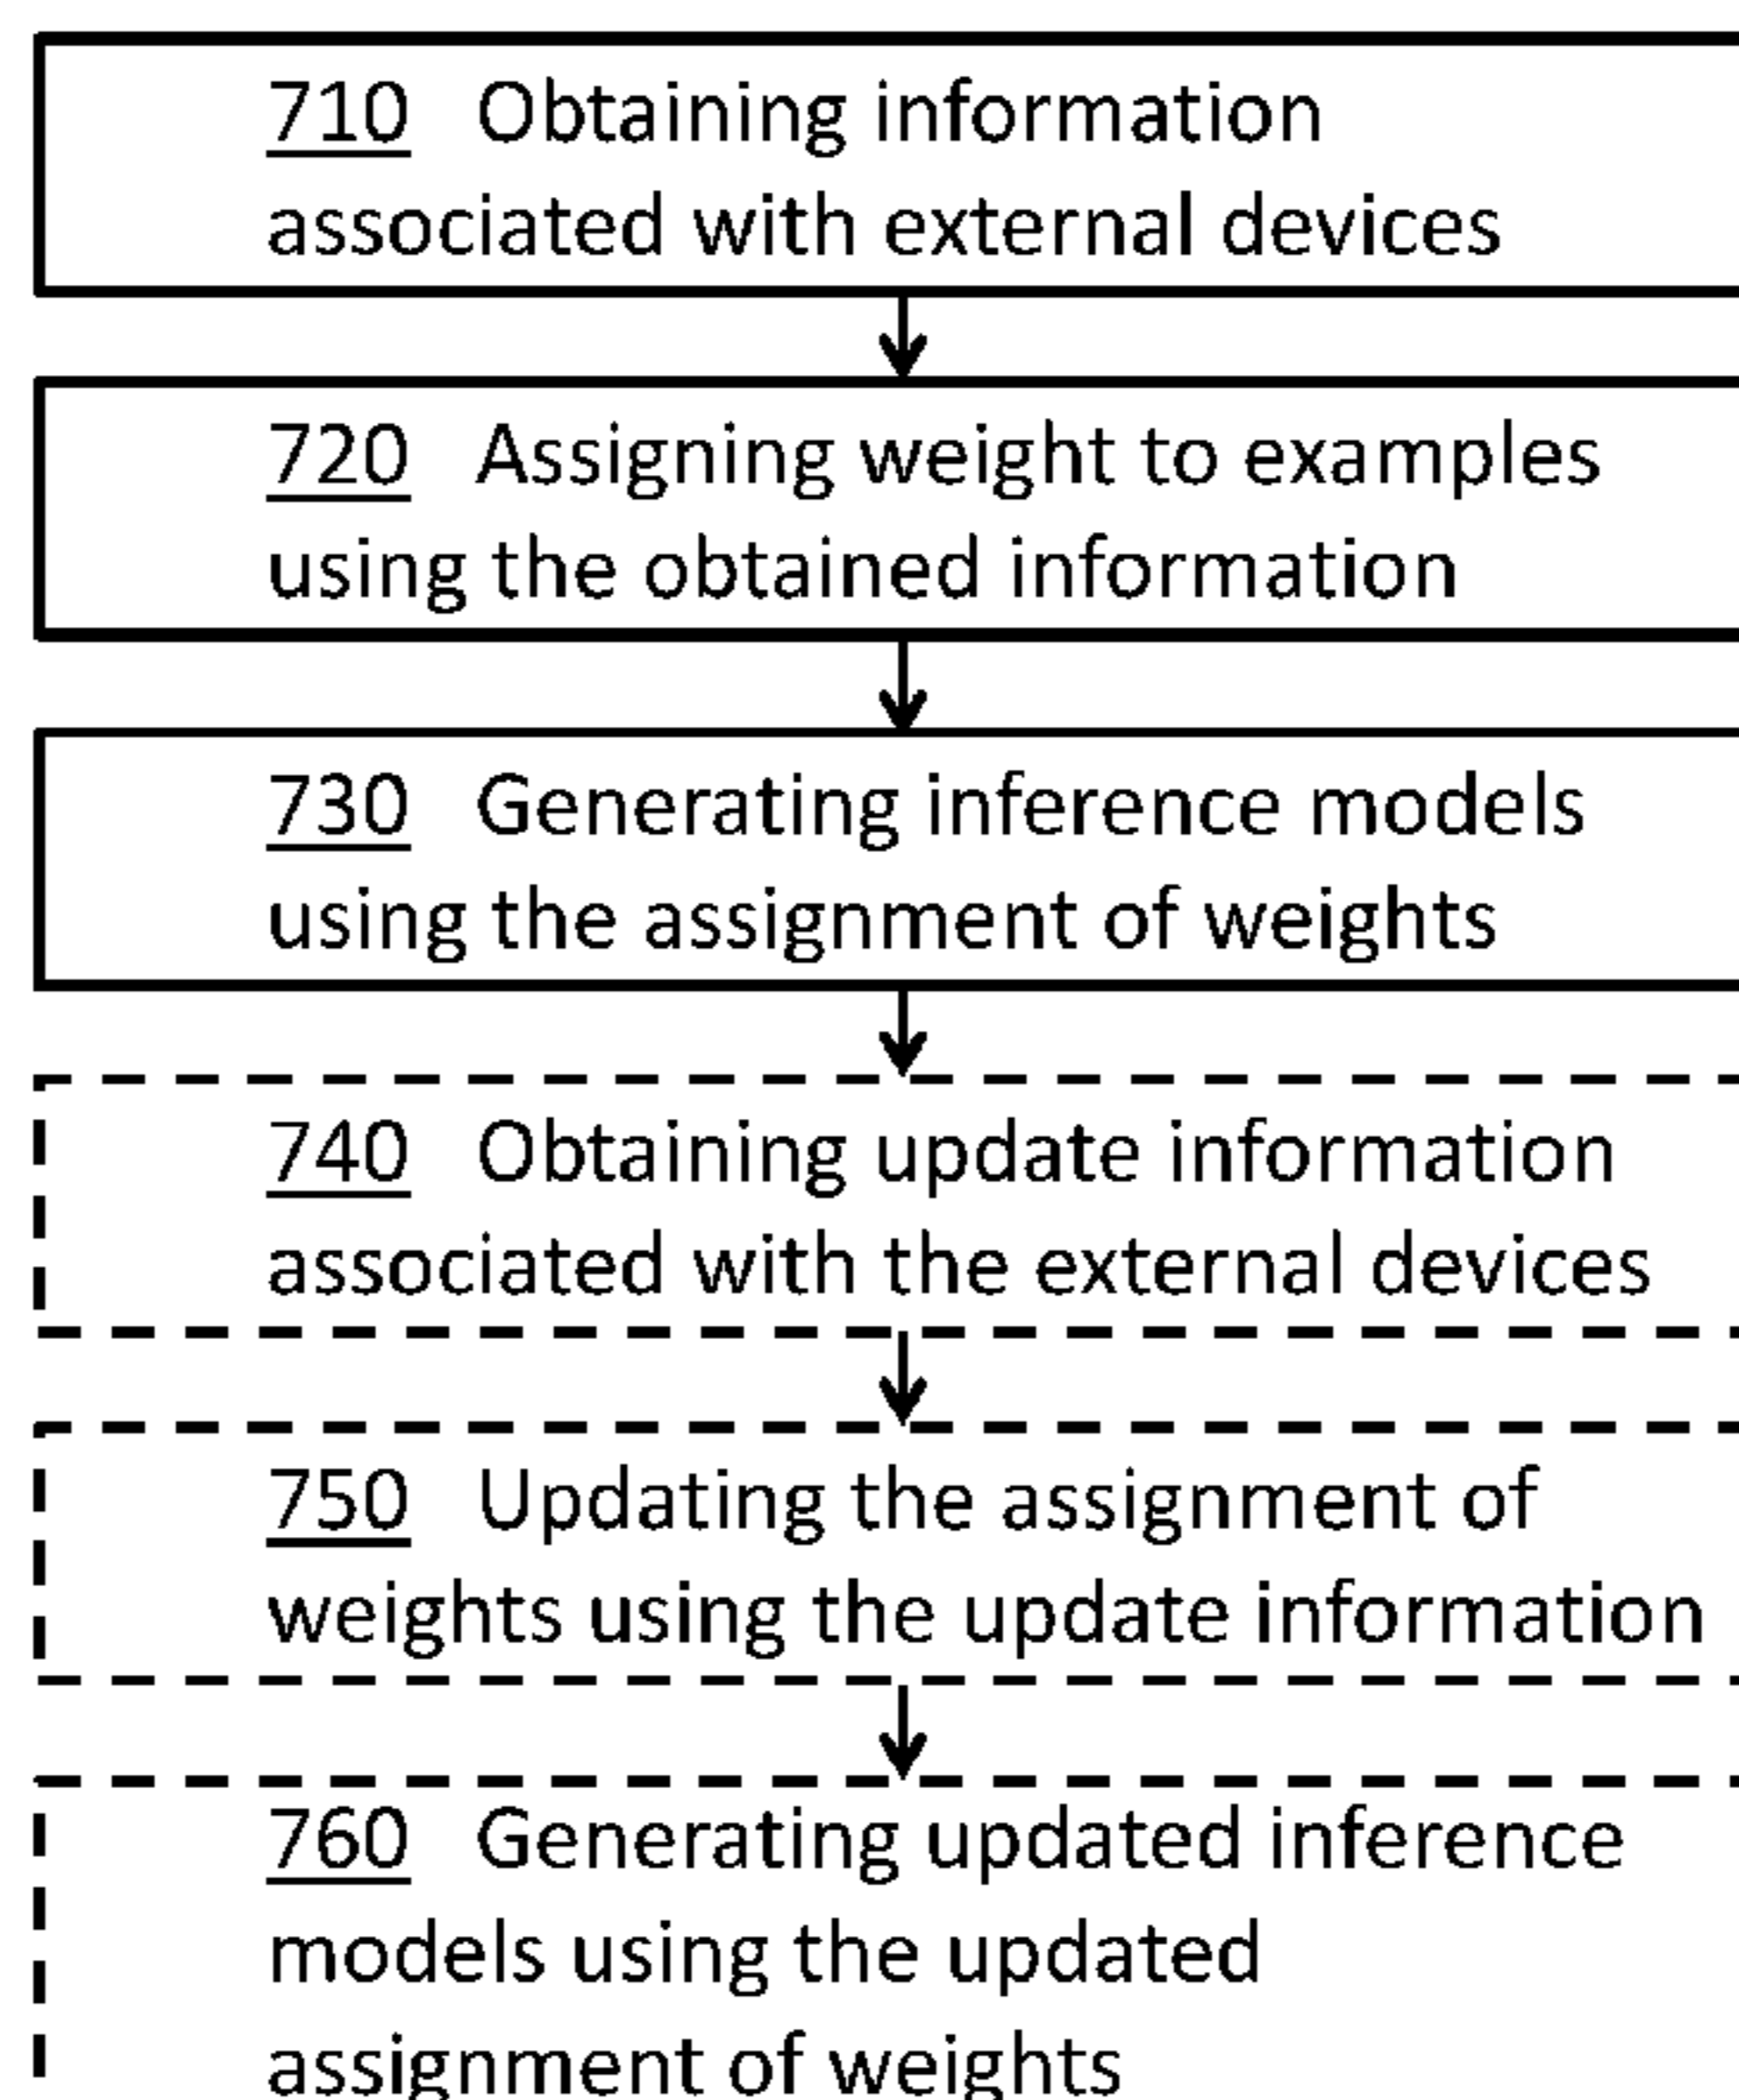 710 Obtaining information
associated with external devices
720 Assigning weight to examples
using the obtained information
730 Generating inference models
using the assignment of weights
740 Obtaining update information
associated with the external devices
750 Updating the assignment of
weights using the update information
760 Generating updated inference
models using the updated
assignment of weights